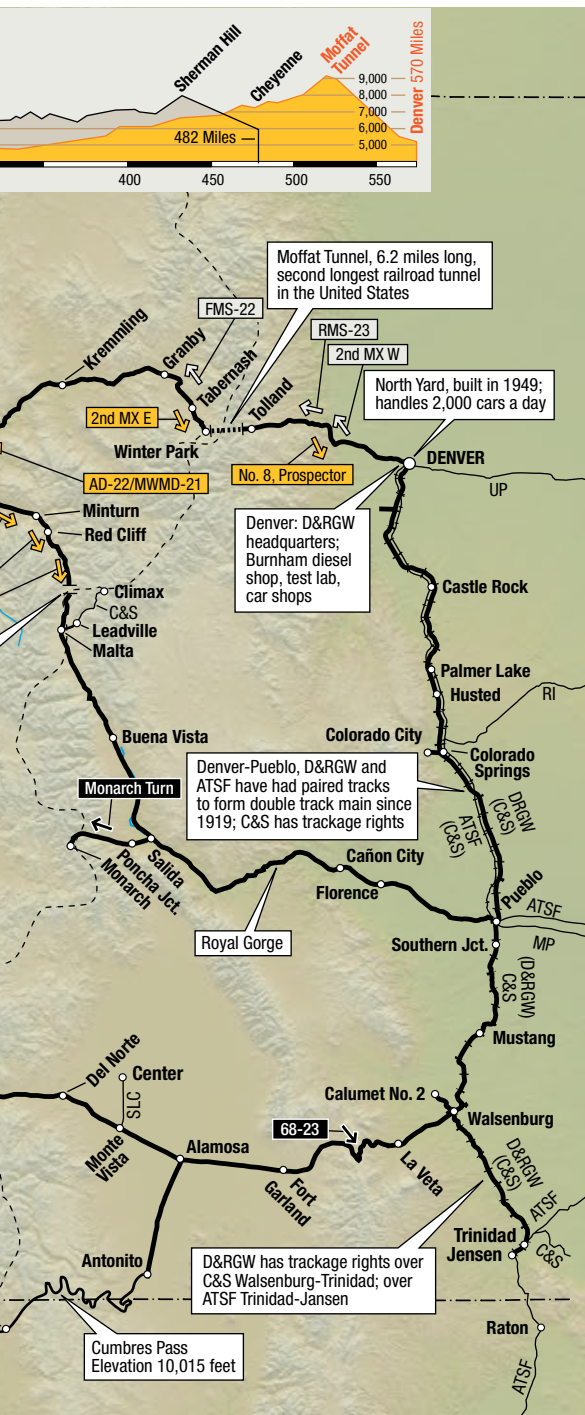 Sherman Hill
Cheyenne
Moffat
Tunnel
9,000
8,000
7,000
6,000
5,000
Denver 570 Miles
482 Miles
400
450
500
550
Moffat Tunnel, 6.2 miles long,
second longest railroad tunnel
in the United States
FMS-22
RMS-23
2nd MX W
Kremmling
Granby
Tabernash
Tolland
North Yard, built in 1949;
handles 2,000 cars a day
2nd MX E
Winter Park
No. 8, Prospector
DENVER
UP
AD-22/MWMD-21
Minturn
Red Cliff
Denver: D&RGW
headquarters;
Burnham diesel
shop, test lab,
car shops
Climax
C&S
Leadville
Malta
Castle Rock
Palmer Lake
Husted
RI
Buena Vista
Colorado City
Colorado
Springs
Denver-Pueblo, D&RGW and
ATSF have had paired tracks
to form double track main since
1919; C&S has trackage rights
Monarch Turn
DRGW
(C&S)
ATSF
(C&S)
Salida
Poncha Jct.
Monarch
Cañon City
Florence
Pueblo
ATSF
MP
Royal Gorge
Southern Jct.
(D&RGW)
C&S
Mustang
Del Norte
Center
SLC
Calumet No. 2
Walsenburg
68-23
Monte
Vista
Alamosa
Fort
Garland
La Veta
D&RGW
(C&S)
ATSF
Trinidad
Jensen
C&S
Antonito
D&RGW has trackage rights over
C&S Walsenburg-Trinidad; over
ATSF Trinidad-Jansen
Raton
Cumbres Pass
Elevation 10,015 feet
ATSF